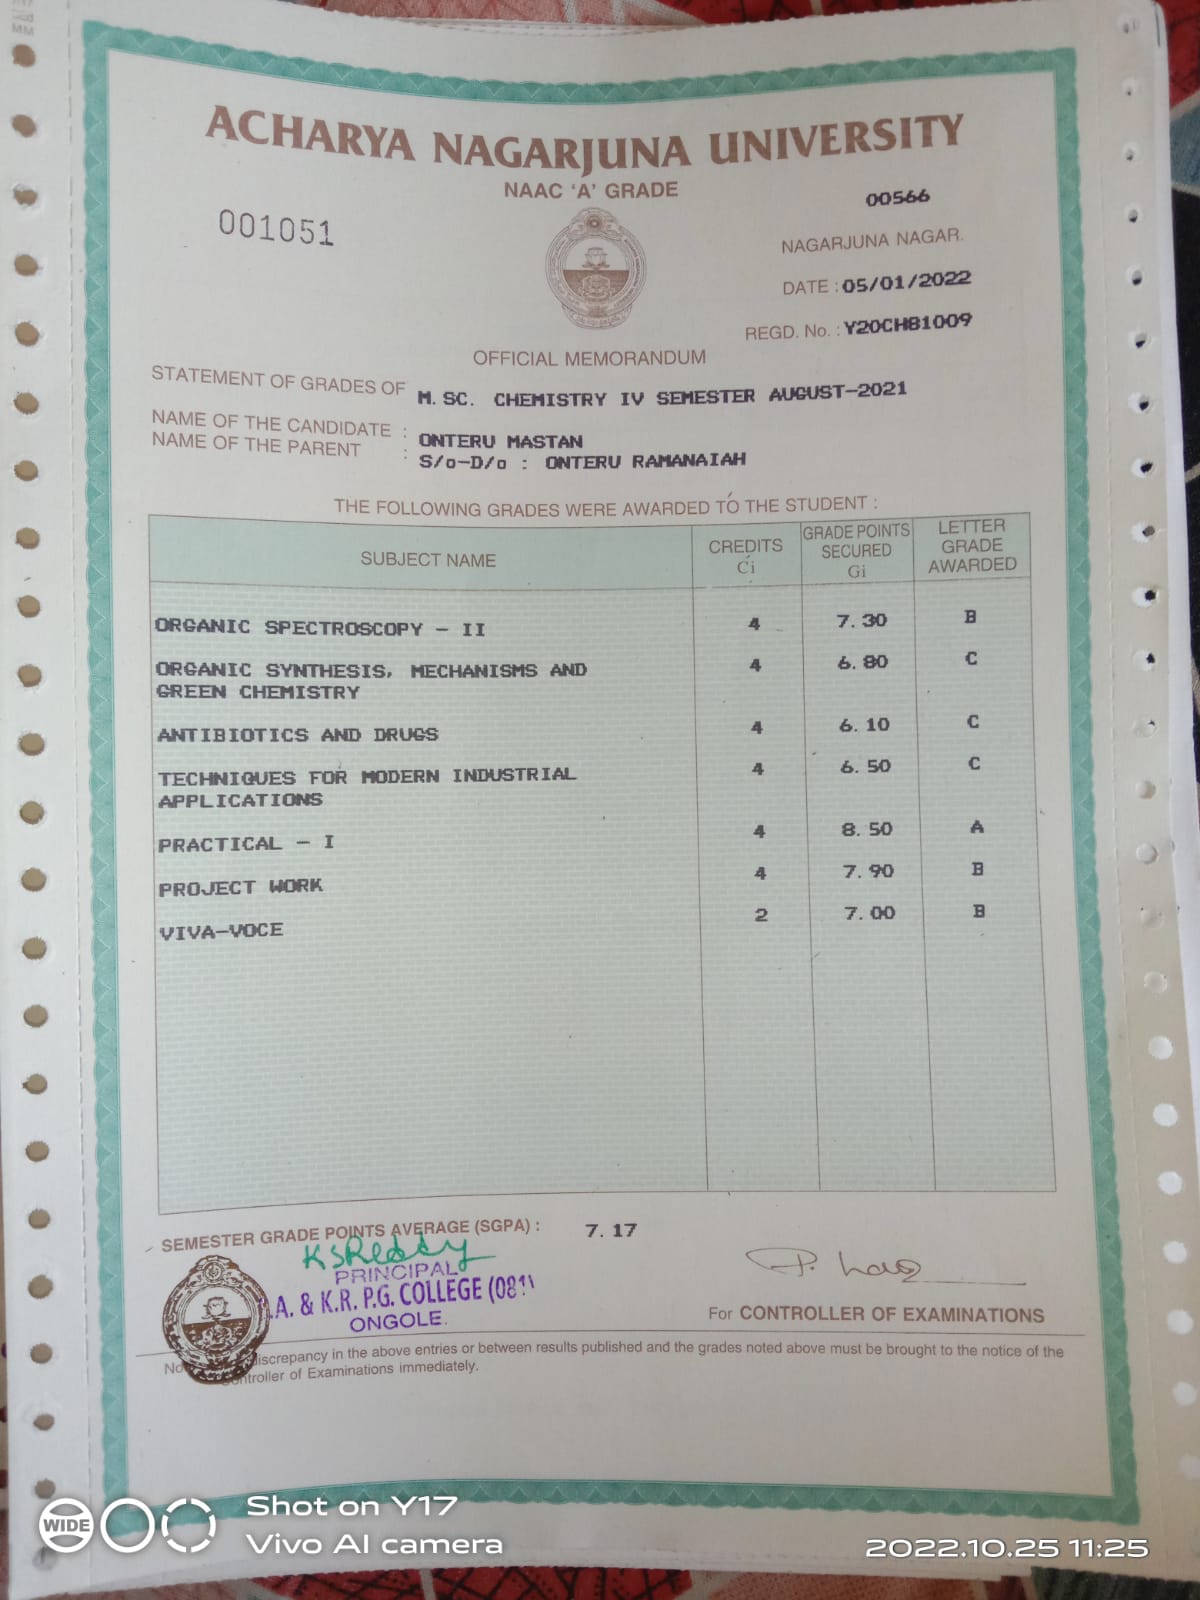 ACHARYA NAGARJUNA UNIVERSITY
NAAC ‘A’ GRADE
001051
00566
NAGARJUNA NAGAR.
DATE : 05/01/2022
REGD. No. : Y20CH81009
OFFICIAL MEMORANDUM
STATEMENT OF GRADES OF M.SC. CHEMISTRY IV SEMESTER AUGUST-2021
NAME OF THE CANDIDATE : ONTERU MASTAN
NAME OF THE PARENT : S/o-D/o : ONTERU RAMANAIAH
THE FOLLOWING GRADES WERE AWARDED TO THE STUDENT :
SUBJECT NAME
CREDITS
Ci
GRADE POINTS
SECURED
Gi
LETTER
GRADE
AWARDED
ORGANIC SPECTROSCOPY - II 4 7.30 B
ORGANIC SYNTHESIS, MECHANISMS AND 4 6.80 C
GREEN CHEMISTRY
ANTIBIOTICS AND DRUGS 4 6.10 C
TECHNIQUES FOR MODERN INDUSTRIAL 4 6.50 C
APPLICATIONS
PRACTICAL - I 4 8.50 A
PROJECT WORK 4 7.90 B
VIVA-VOCE 2 7.00 B
SEMESTER GRADE POINTS AVERAGE (SGPA) : 7.17
KSReddy
PRINCIPAL
.A. & K.R. P.G. COLLEGE (081)
ONGOLE.
For CONTROLLER OF EXAMINATIONS
discrepancy in the above entries or between results published and the grades noted above must be brought to the notice of the
Controller of Examinations immediately.
WIDE
Shot on Y17
Vivo AI camera
2022.10.25 11:25